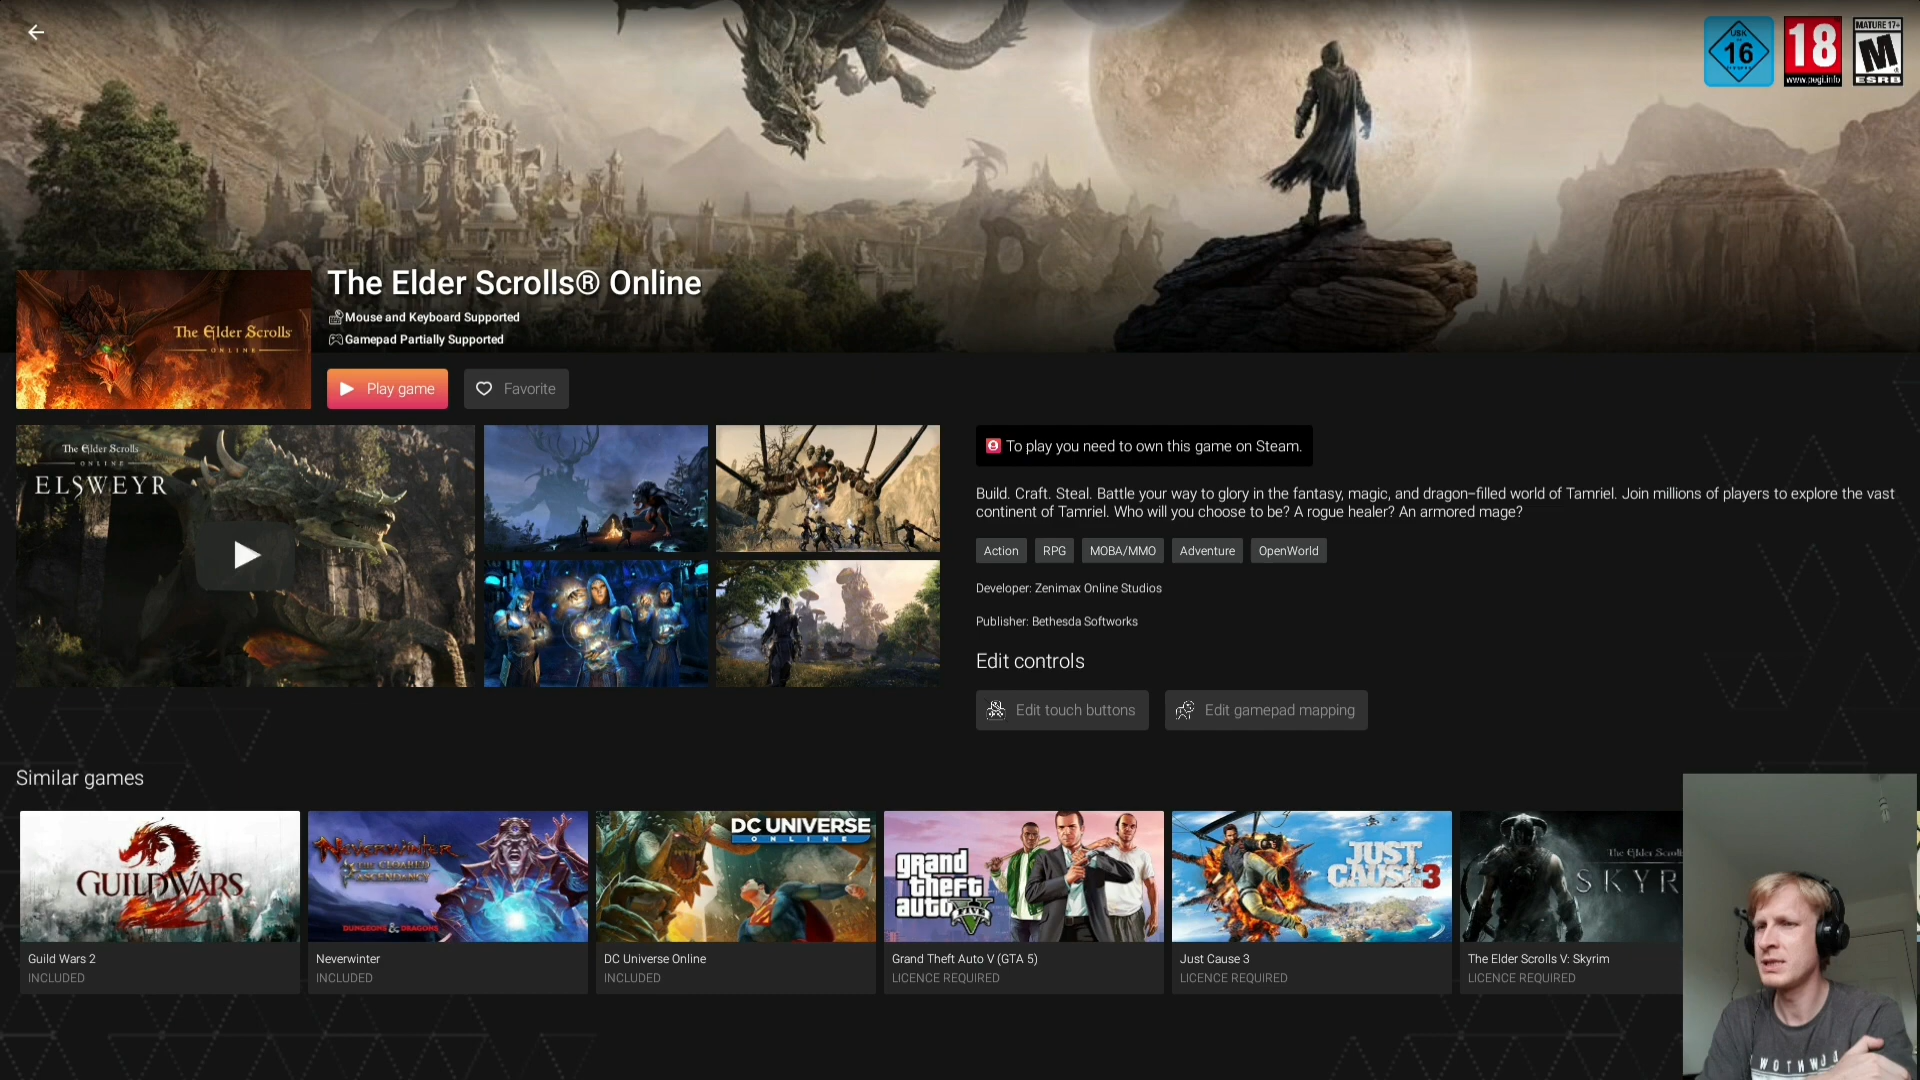 USK
16
18
www.pegi.info
MATURE 17+
M
ESRB
The Elder Scrolls® Online
Mouse and Keyboard Supported
Gamepad Partially Supported
The Elder Scrolls
ONLINE
Play game
Favorite
The Elder Scrolls
ONLINE
ELSWEYR
To play you need to own this game on Steam.
Build. Craft. Steal. Battle your way to glory in the fantasy, magic, and dragon-filled world of Tamriel. Join millions of players to explore the vast
continent of Tamriel. Who will you choose to be? A rogue healer? An armored mage?
Action
RPG
MOBA/MMO
Adventure
OpenWorld
Developer: Zenimax Online Studios
Publisher: Bethesda Softworks
Edit controls
Edit touch buttons
Edit gamepad mapping
Similar games
GUILDWARS
2
NEVERWINTER
THE CLOAKED
ASCENDANCY
DUNGEONS & DRAGONS
DC UNIVERSE
ONLINE
grand
theft
auto
FIVE
V
JUST
CAUSE 3
The Elder Scroll
SKYR
Guild Wars 2
INCLUDED
Neverwinter
INCLUDED
DC Universe Online
INCLUDED
Grand Theft Auto V (GTA 5)
LICENCE REQUIRED
Just Cause 3
LICENCE REQUIRED
The Elder Scrolls V: Skyrim
LICENCE REQUIRED